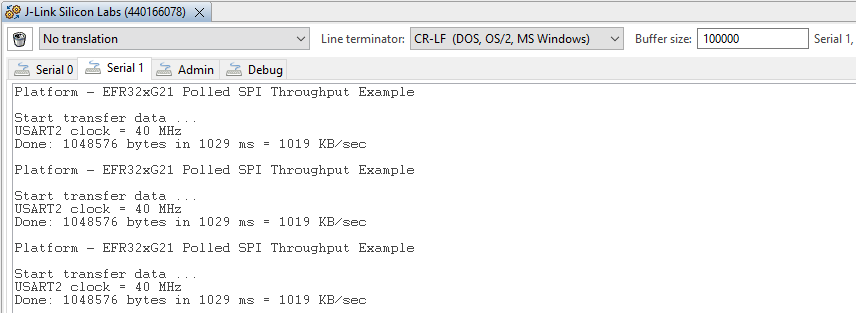 J-Link Silicon Labs (440166078)
No translation Line terminator: CR-LF (DOS, OS/2, MS Windows) Buffer size: 100000 Serial 1,
Serial 0 Serial 1 Admin Debug
Platform - EFR32xG21 Polled SPI Throughput Example
Start transfer data ...
USART2 clock = 40 MHz
Done: 1048576 bytes in 1029 ms = 1019 KB/sec
Platform - EFR32xG21 Polled SPI Throughput Example
Start transfer data ...
USART2 clock = 40 MHz
Done: 1048576 bytes in 1029 ms = 1019 KB/sec
Platform - EFR32xG21 Polled SPI Throughput Example
Start transfer data ...
USART2 clock = 40 MHz
Done: 1048576 bytes in 1029 ms = 1019 KB/sec